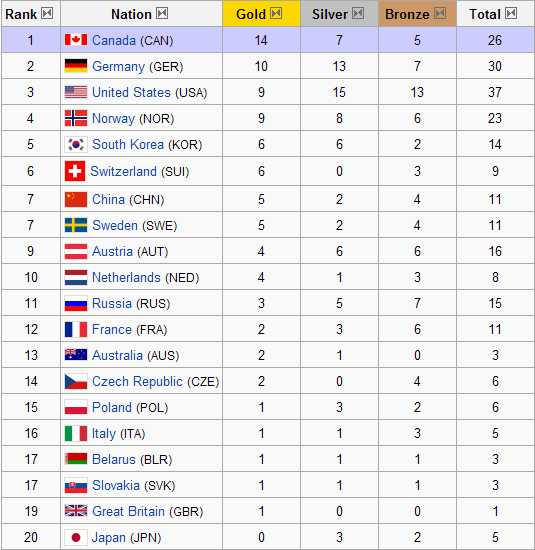 Rank Nation Gold Silver Bronze Total
1 Canada (CAN) 14 7 5 26
2 Germany (GER) 10 13 7 30
3 United States (USA) 9 15 13 37
4 Norway (NOR) 9 8 6 23
5 South Korea (KOR) 6 6 2 14
6 Switzerland (SUI) 6 0 3 9
7 China (CHN) 5 2 4 11
7 Sweden (SWE) 5 2 4 11
9 Austria (AUT) 4 6 6 16
10 Netherlands (NED) 4 1 3 8
11 Russia (RUS) 3 5 7 15
12 France (FRA) 2 3 6 11
13 Australia (AUS) 2 1 0 3
14 Czech Republic (CZE) 2 0 4 6
15 Poland (POL) 1 3 2 6
16 Italy (ITA) 1 1 3 5
17 Belarus (BLR) 1 1 1 3
17 Slovakia (SVK) 1 1 1 3
19 Great Britain (GBR) 1 0 0 1
20 Japan (JPN) 0 3 2 5